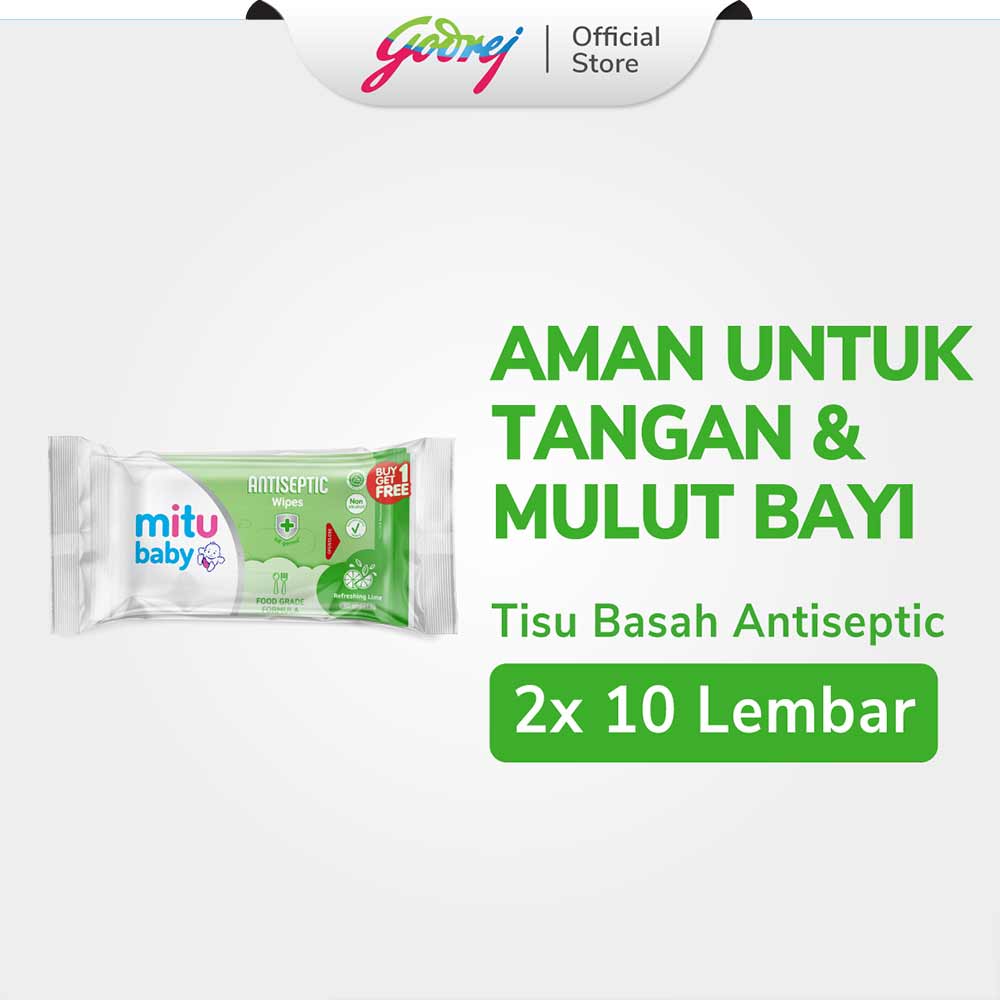 Godrej
Official
Store
AMAN UNTUK
TANGAN &
MULUT BAYI
Tisu Basah Antiseptic
2x 10 Lembar
mitu
baby
ANTISEPTIC
Wipes
BUY 1
GET
FREE
Non
Refreshing Lime
FOOD GRADE
FORMULA